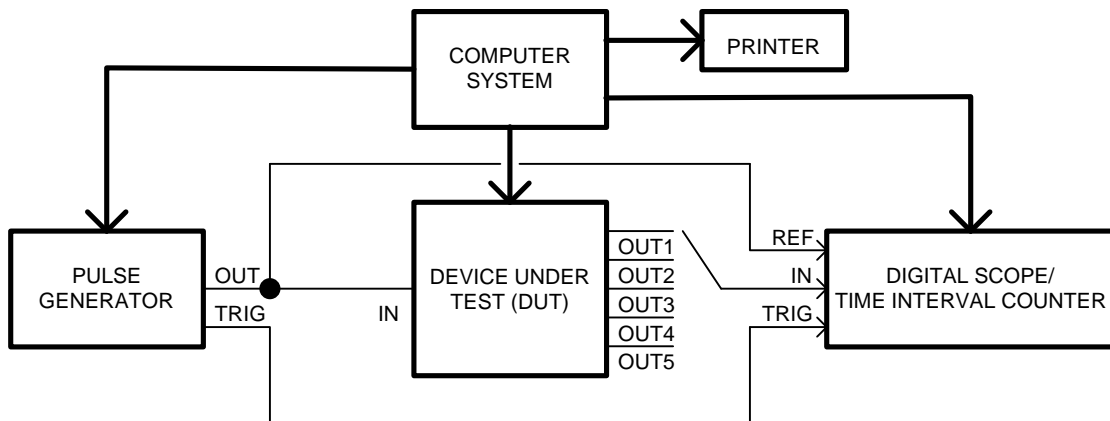 COMPUTER
SYSTEM
PRINTER
PULSE
GENERATOR
OUT
TRIG
IN
DEVICE UNDER
TEST (DUT)
OUT1
OUT2
OUT3
OUT4
OUT5
REF
IN
TRIG
DIGITAL SCOPE/
TIME INTERVAL COUNTER